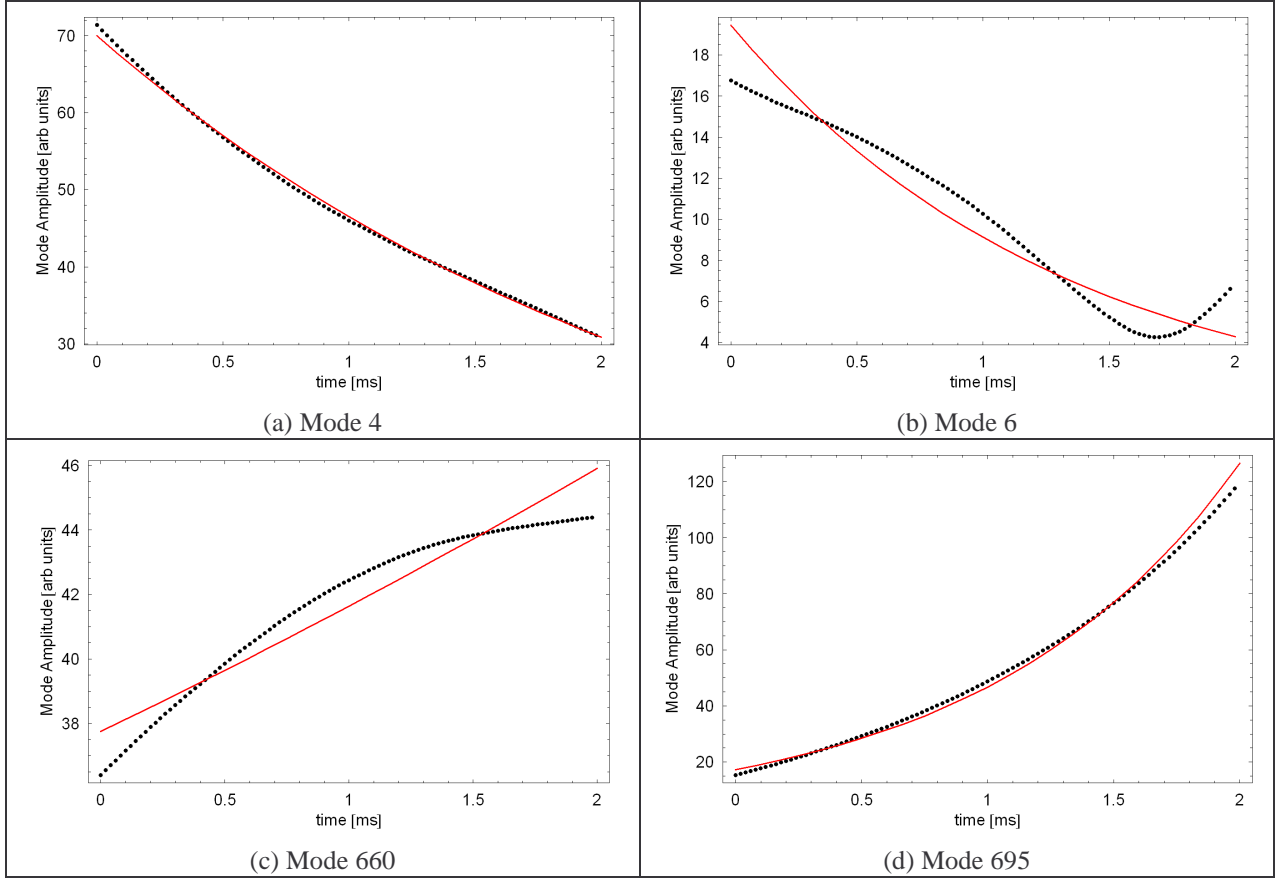 70
60
50
40
30
Mode Amplitude [arb units]
0 0.5 1 1.5 2
time [ms]
(a) Mode 4
18
16
14
12
10
8
6
4
Mode Amplitude [arb units]
0 0.5 1 1.5 2
time [ms]
(b) Mode 6
46
44
42
40
38
Mode Amplitude [arb units]
0 0.5 1 1.5 2
time [ms]
(c) Mode 660
120
100
80
60
40
20
Mode Amplitude [arb units]
0 0.5 1 1.5 2
time [ms]
(d) Mode 695